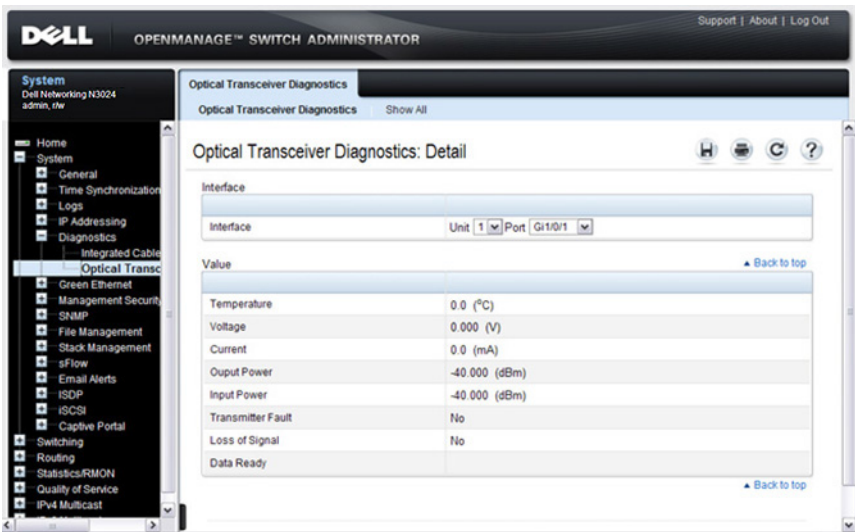 Support | About | Log Out
DELL OPENMANAGE™ SWITCH ADMINISTRATOR
System
Dell Networking N3024
admin, r/w
Home
System
General
Time Synchronization
Logs
IP Addressing
Diagnostics
Integrated Cable
Optical Transc
Green Ethernet
Management Security
SNMP
File Management
Stack Management
sFlow
Email Alerts
ISDP
iSCSI
Captive Portal
Switching
Routing
Statistics/RMON
Quality of Service
IPv4 Multicast
Optical Transceiver Diagnostics
Optical Transceiver Diagnostics Show All
Optical Transceiver Diagnostics: Detail
Interface
Interface Unit 1 Port Gi1/0/1
Value Back to top
Temperature 0.0 (°C)
Voltage 0.000 (V)
Current 0.0 (mA)
Ouput Power -40.000 (dBm)
Input Power -40.000 (dBm)
Transmitter Fault No
Loss of Signal No
Data Ready
Back to top